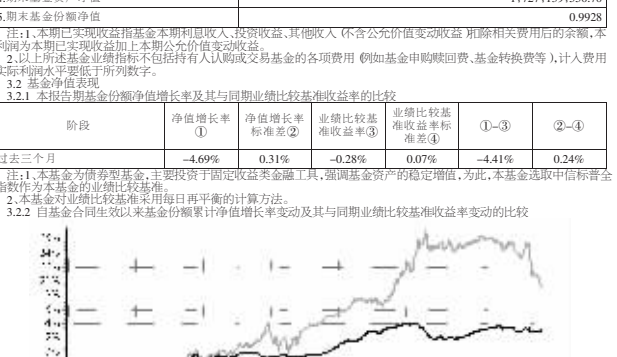 5.期末基金份额净值 0.9928
注:1、本期已实现收益指基金本期利息收入、投资收益、其他收入(不含公允价值变动收益)扣除相关费用后的余额,本
利润为本期已实现收益加上本期公允价值变动收益。
2、以上所述基金业绩指标不包括持有人认购或交易基金的各项费用(例如基金申购赎回费、基金转换费等),计入费用
实际利润水平要低于所列数字。
3.2 基金净值表现
3.2.1 本报告期基金份额净值增长率及其与同期业绩比较基准收益率的比较
阶段 净值增长率① 净值增长率标准差② 业绩比较基准收益率③ 业绩比较基准收益率标准差④ ①-③ ②-④
过去三个月 -4.69% 0.31% -0.28% 0.07% -4.41% 0.24%
注:1、本基金为债券型基金,主要投资于固定收益类金融工具,强调基金资产的稳定增值,为此,本基金选取中信标普全
指数作为本基金的业绩比较基准。
2、本基金对业绩比较基准采用每日再平衡的计算方法。
3.2.2 自基金合同生效以来基金份额累计净值增长率变动及其与同期业绩比较基准收益率变动的比较